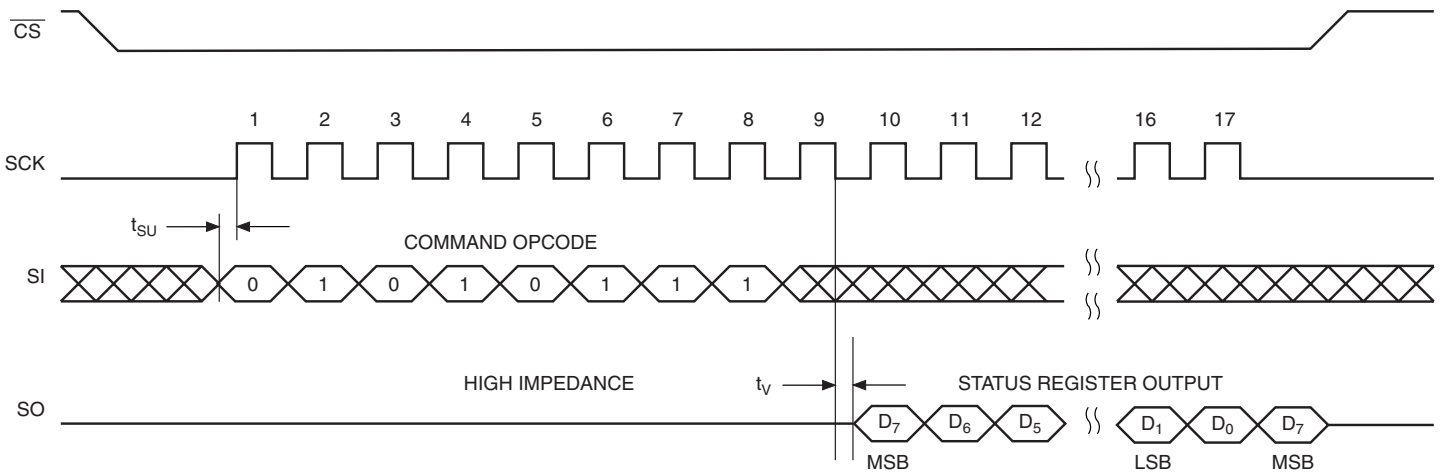 CS
1 2 3 4 5 6 7 8 9 10 11 12 16 17
SCK
tSU
COMMAND OPCODE
SI 0 1 0 1 0 1 1 1
HIGH IMPEDANCE tV STATUS REGISTER OUTPUT
SO D7 D6 D5 D1 D0 D7
MSB LSB MSB